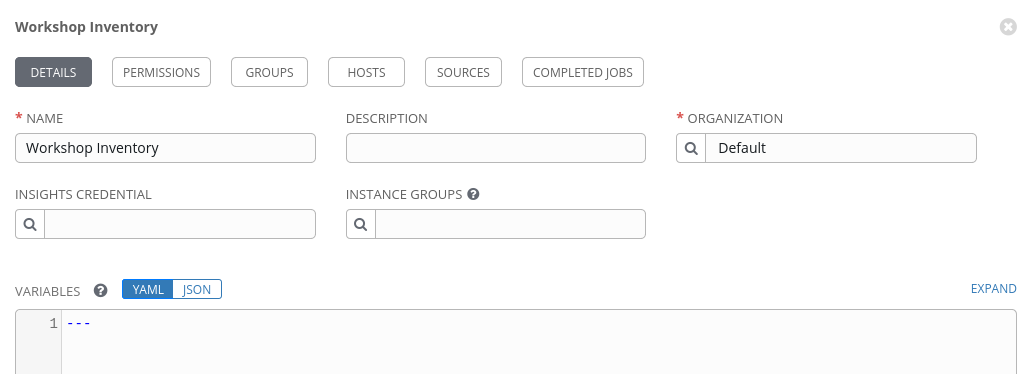 Workshop Inventory
DETAILS PERMISSIONS GROUPS HOSTS SOURCES COMPLETED JOBS
* NAME DESCRIPTION * ORGANIZATION
Workshop Inventory Default
INSIGHTS CREDENTIAL INSTANCE GROUPS ?
VARIABLES ? YAML JSON EXPAND
1 ---